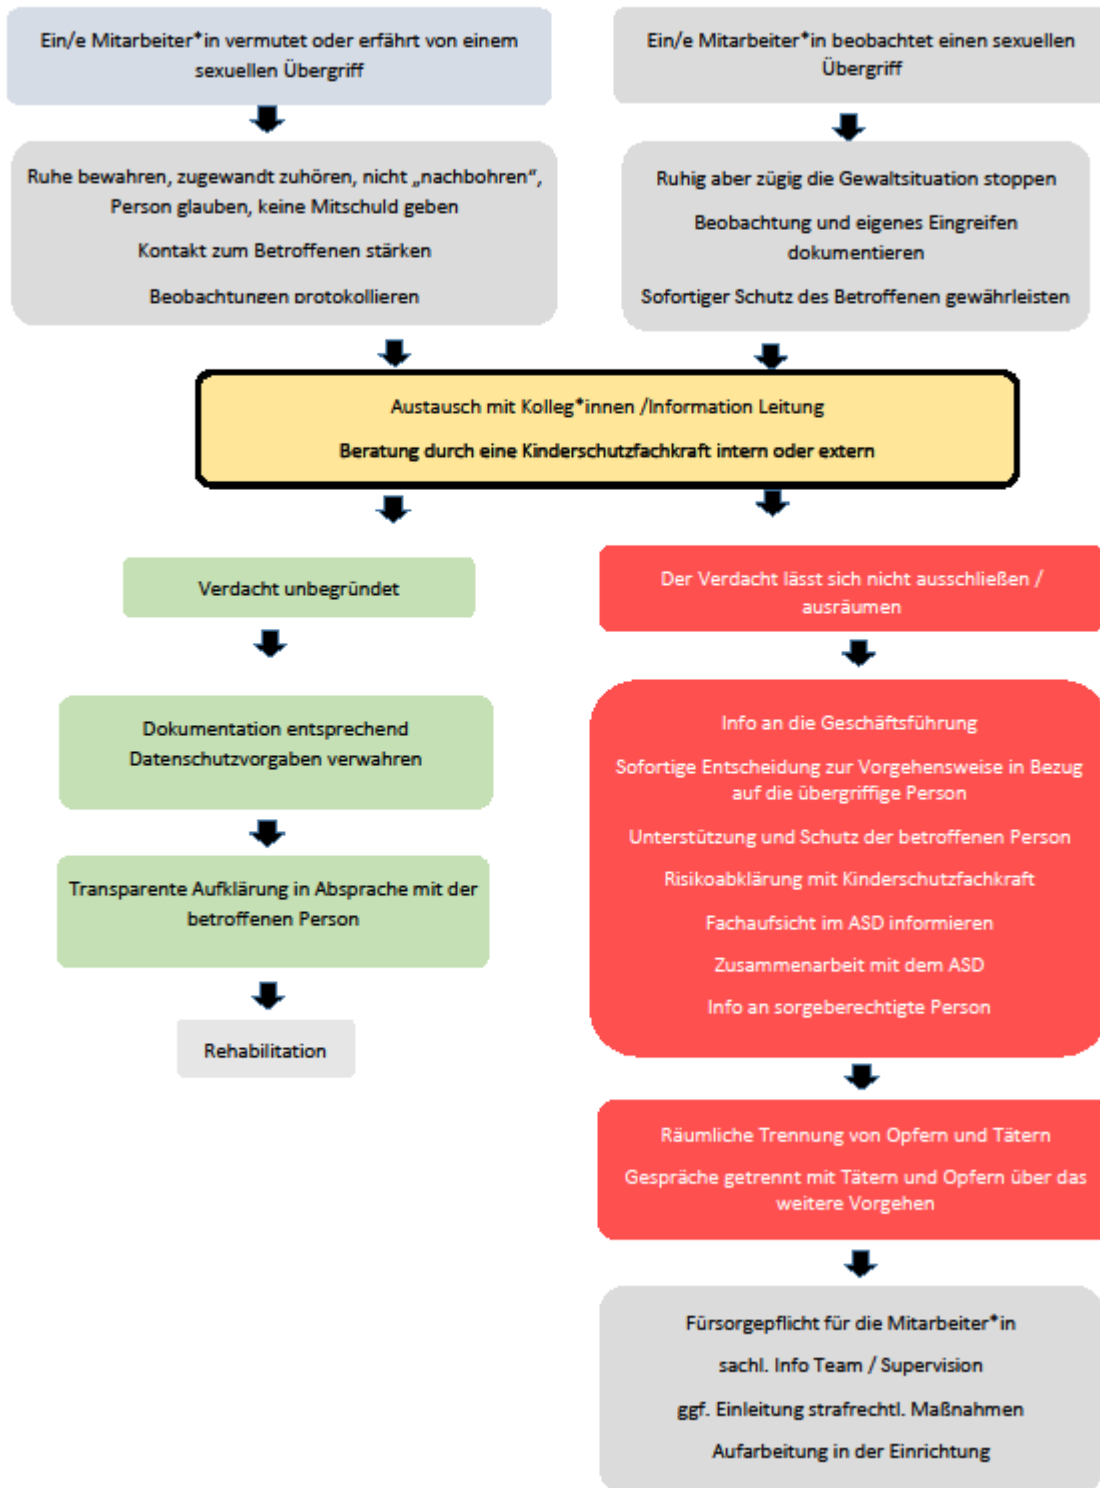 Ein/e Mitarbeiter*in vermutet oder erfährt von einem
sexuellen Übergriff
Ein/e Mitarbeiter*in beobachtet einen sexuellen
Übergriff
Ruhe bewahren, zugewandt zuhören, nicht „nachbohren“,
Person glauben, keine Mitschuld geben
Kontakt zum Betroffenen stärken
Beobachtungen protokollieren
Ruhig aber zügig die Gewaltsituation stoppen
Beobachtung und eigenes Eingreifen
dokumentieren
Sofortiger Schutz des Betroffenen gewährleisten
Austausch mit Kolleg*innen /Information Leitung
Beratung durch eine Kinderschutzfachkraft intern oder extern
Verdacht unbegründet
Dokumentation entsprechend
Datenschutzvorgaben verwahren
Transparente Aufklärung in Absprache mit der
betroffenen Person
Rehabilitation
Der Verdacht lässt sich nicht ausschließen /
ausräumen
Info an die Geschäftsführung
Sofortige Entscheidung zur Vorgehensweise in Bezug
auf die übergriffige Person
Unterstützung und Schutz der betroffenen Person
Risikoabklärung mit Kinderschutzfachkraft
Fachaufsicht im ASD informieren
Zusammenarbeit mit dem ASD
Info an sorgeberechtigte Person
Räumliche Trennung von Opfern und Tätern
Gespräche getrennt mit Tätern und Opfern über das
weitere Vorgehen
Fürsorgepflicht für die Mitarbeiter*in
sachl. Info Team / Supervision
ggf. Einleitung strafrechtl. Maßnahmen
Aufarbeitung in der Einrichtung